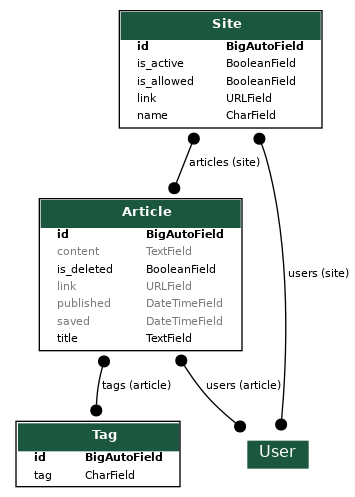 Site
id BigAutoField
is_active BooleanField
is_allowed BooleanField
link URLField
name CharField
articles (site)
Article
id BigAutoField
content TextField
is_deleted BooleanField
link URLField
published DateTimeField
saved DateTimeField
title TextField
users (site)
tags (article)
users (article)
Tag
id BigAutoField
tag CharField
User